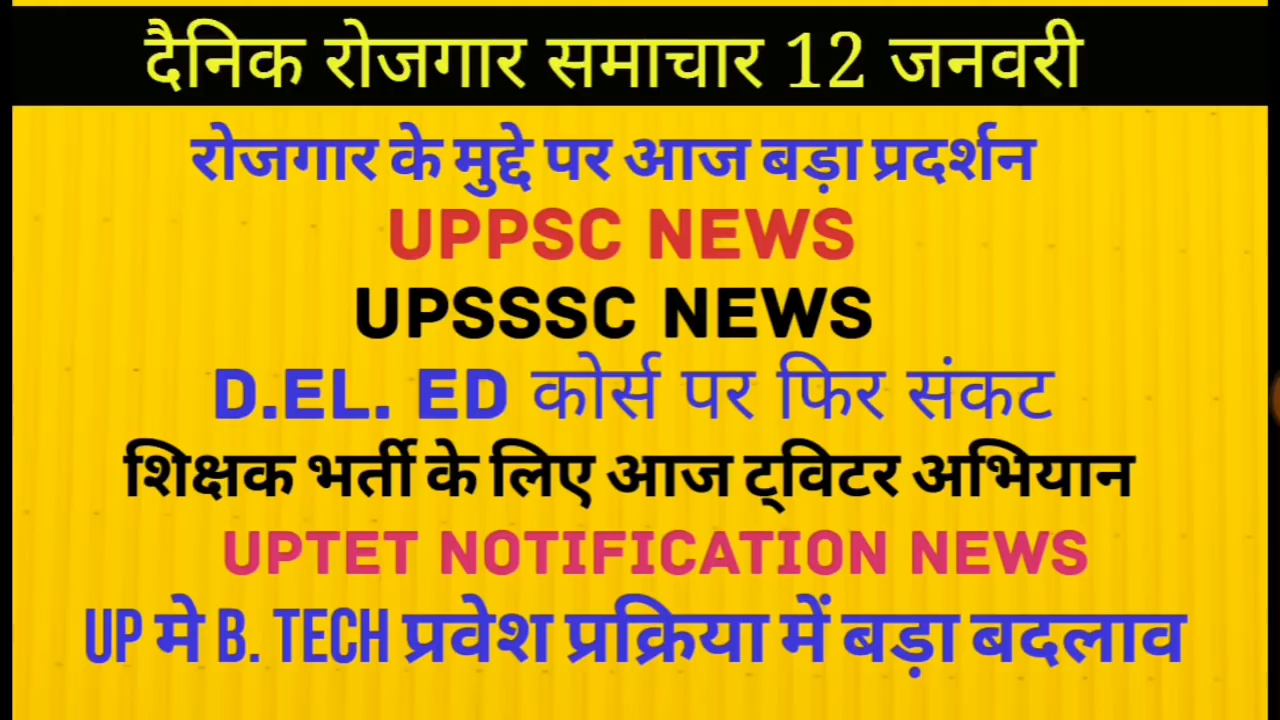 दैनिक रोजगार समाचार 12 जनवरी
रोजगार के मुद्दे पर आज बड़ा प्रदर्शन
UPPSC NEWS
UPSSSC NEWS
D.EL. ED कोर्स पर फिर संकट
शिक्षक भर्ती के लिए आज ट्विटर अभियान
UPTET NOTIFICATION NEWS
UP मे B. TECH प्रवेश प्रक्रिया में बड़ा बदलाव